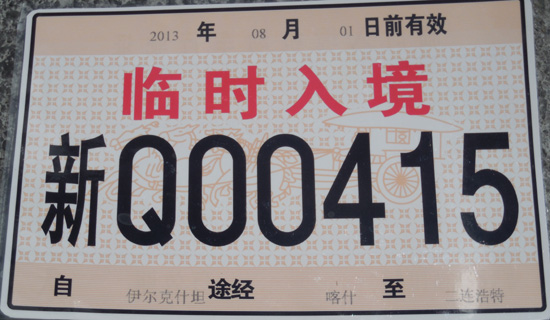 2013 年 08 月 01 日前有效
临时入境
新Q00415
自 伊尔克什坦 途经 喀什 至 二连浩特